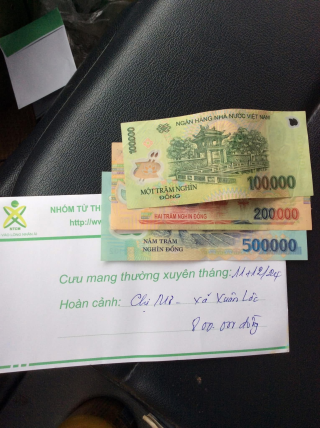 NGÂN HÀNG NHÀ NƯỚC VIỆT NAM
100000
MỘT TRĂM NGHÌN
ĐỒNG
100000
HAI TRĂM NGHÌN ĐỒNG
200000
NĂM TRĂM
NGHÌN ĐỒNG
500000
NHÓM TỪ TH
http://ww
Cưu mang thường xuyên tháng: 11+12/24
Hoàn cảnh: Chị Mơ - xã Xuân Lộc
800.000 đồng